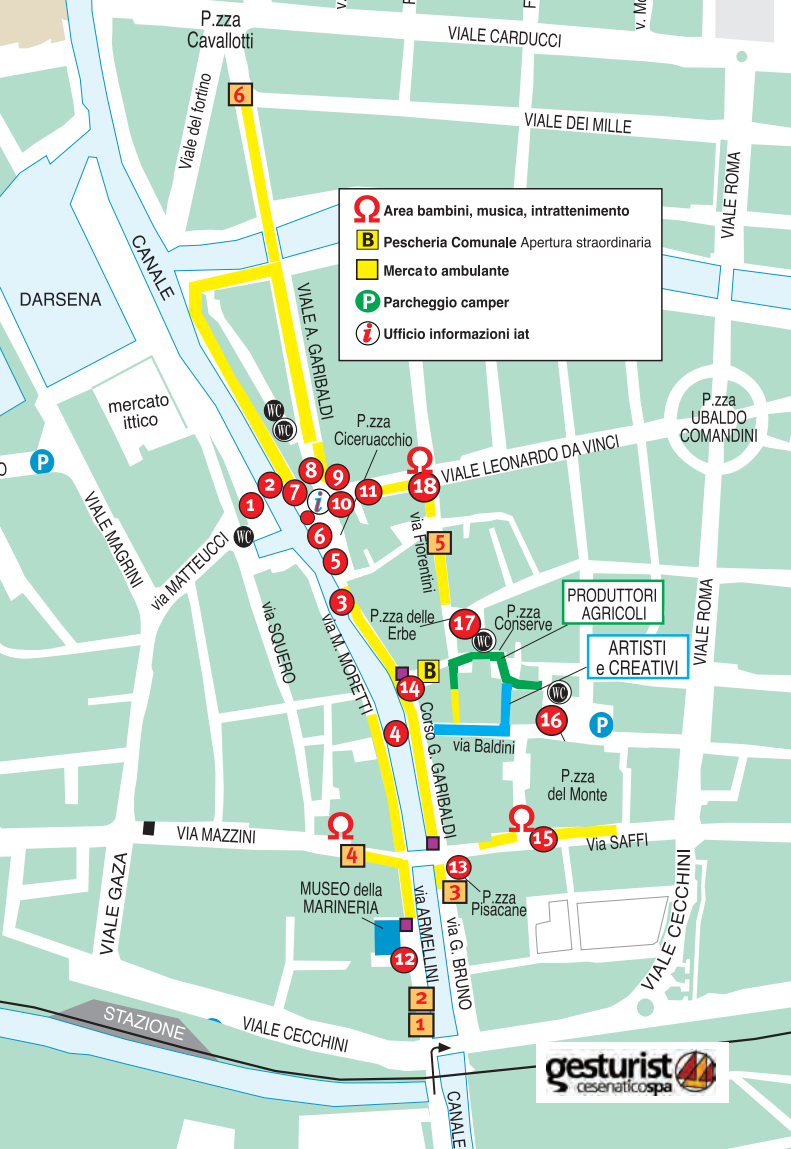 P.zza
Cavallotti
VIALE CARDUCCI
6
Viale del fortino
VIALE DEI MILLE
VIALE ROMA
Area bambini, musica, intrattenimento
B Pescheria Comunale Apertura straordinaria
Mercato ambulante
P Parcheggio camper
i Ufficio informazioni iat
CANALE
DARSENA
VIALE A. GARIBALDI
mercato
ittico
WC
WC
P.zza
Ciceruacchio
P.zza
UBALDO
COMANDINI
VIALE LEONARDO DA VINCI
P
8
9
2
7
1
i
10
11
18
VIALE MAGRINI
via MATTEUCCI
WC
6
5
via Fiorentini
5
3
via SQUERO
via M. MORETTI
P.zza delle
Erbe
17
WC
P.zza
Conserve
PRODUTTORI
AGRICOLI
ARTISTI
e CREATIVI
VIALE ROMA
B
14
4
Corso G. GARIBALDI
via Baldini
WC
16
P
P.zza
del Monte
VIA MAZZINI
4
15
Via SAFFI
VIALE GAZA
MUSEO della
MARINERIA
13
3
P.zza
Pisacane
via ARMELLINI
via G. BRUNO
12
VIALE CECCHINI
2
1
STAZIONE
VIALE CECCHINI
CANALE
gesturist
cesenaticospa